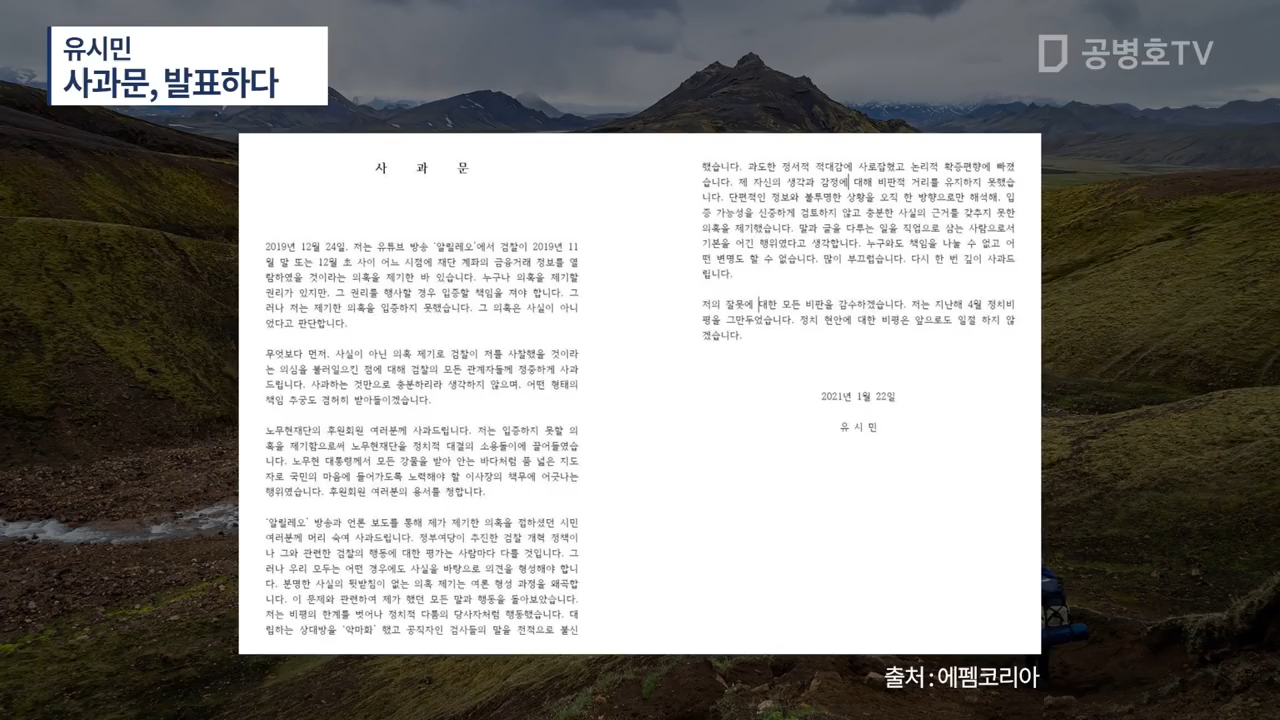 유시민
사과문, 발표하다
공병호TV
사 과 문
2019년 12월 24일, 저는 유튜브 방송 '알릴레오'에서 검찰이 2019년 11
월 말 또는 12월 초 사이 어느 시점에 재단 계좌의 금융거래 정보를 열
람하였을 것이라는 의혹을 제기한 바 있습니다. 누구나 의혹을 제기할
권리가 있지만, 그 권리를 행사할 경우 입증할 책임을 져야 합니다. 그
러나 저는 제기한 의혹을 입증하지 못했습니다. 그 의혹은 사실이 아니
었다고 판단합니다.
무엇보다 먼저, 사실이 아닌 의혹 제기로 검찰이 저를 사찰했을 것이라
는 의심을 불러일으킨 점에 대해 검찰의 모든 관계자들께 정중하게 사과
드립니다. 사과하는 것만으로 충분하리라 생각하지 않으며, 어떤 형태의
책임 추궁도 겸허히 받아들이겠습니다.
노무현재단의 후원회원 여러분께 사과드립니다. 저는 입증하지 못할 의
혹을 제기함으로써 노무현재단을 정치적 대결의 소용돌이에 끌어들였습
니다. 노무현 대통령께서 모든 강물을 받아 안는 바다처럼 품 넓은 지도
자로 국민의 마음에 들어가도록 노력해야 할 이사장의 책무에 어긋나는
행위였습니다. 후원회원 여러분의 용서를 청합니다.
'알릴레오' 방송과 언론 보도를 통해 제가 제기한 의혹을 접하셨던 시민
여러분께 머리 숙여 사과드립니다. 정부여당이 추진한 검찰 개혁 정책이
나 그와 관련한 검찰의 행동에 대한 평가는 사람마다 다를 것입니다. 그
러나 우리 모두는 어떤 경우에도 사실을 바탕으로 의견을 형성해야 합니
다. 분명한 사실의 뒷받침이 없는 의혹 제기는 여론 형성 과정을 왜곡합
니다. 이 문제와 관련하여 제가 했던 모든 말과 행동을 돌아보았습니다.
저는 비평의 한계를 벗어나 정치적 다툼의 당사자처럼 행동했습니다. 대
립하는 상대방을 '악마화' 했고 공직자인 검사들의 말을 전적으로 불신
했습니다. 과도한 정서적 적대감에 사로잡혔고 논리적 확증편향에 빠졌
습니다. 제 자신의 생각과 감정에 대해 비판적 거리를 유지하지 못했습
니다. 단편적인 정보와 불투명한 상황을 오직 한 방향으로만 해석해, 입
증 가능성을 신중하게 검토하지 않고 충분한 사실의 근거를 갖추지 못한
의혹을 제기했습니다. 말과 글을 다루는 일을 직업으로 삼는 사람으로서
기본을 어긴 행위였다고 생각합니다. 누구와도 책임을 나눌 수 없고 어
떤 변명도 할 수 없습니다. 많이 부끄럽습니다. 다시 한 번 깊이 사과드
립니다.
저의 잘못에 대한 모든 비판을 감수하겠습니다. 저는 지난해 4월 정치비
평을 그만두었습니다. 정치 현안에 대한 비평은 앞으로도 일절 하지 않
겠습니다.
2021년 1월 22일
유 시 민
출처 : 에펨코리아